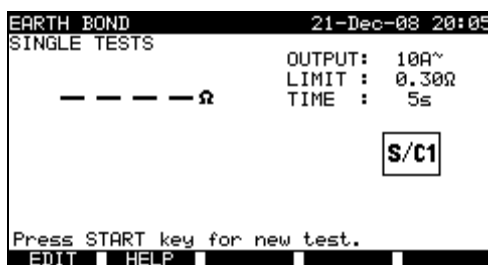 EARTH BOND 21-Dec-08 20:05
SINGLE TESTS
OUTPUT: 10A~
LIMIT : 0.30Ω
TIME : 5s
– – – – Ω
S/C1
Press START key for new test.
EDIT HELP